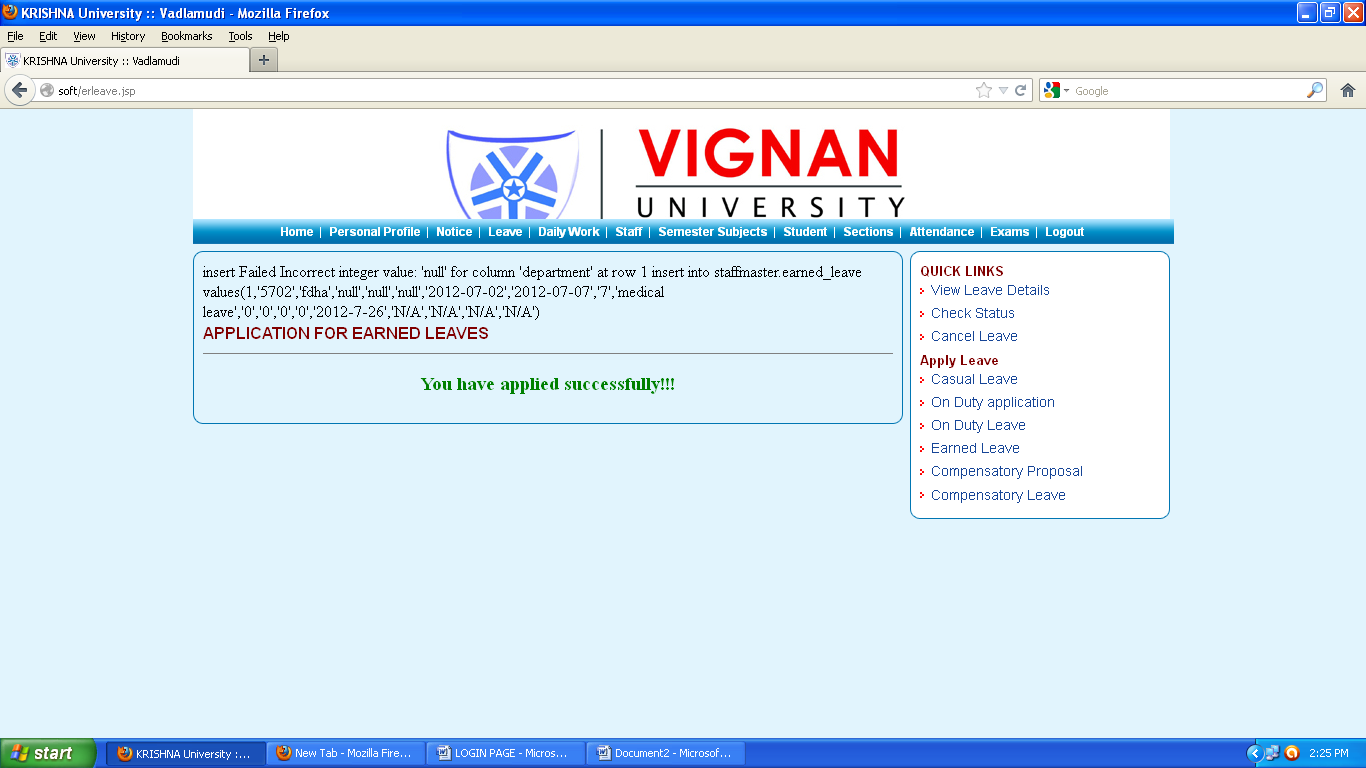 KRISHNA University :: Vadlamudi - Mozilla Firefox
File Edit View History Bookmarks Tools Help
KRISHNA University :: Vadlamudi
soft/erleave.jsp
Google
VIGNAN
UNIVERSITY
Home | Personal Profile | Notice | Leave | Daily Work | Staff | Semester Subjects | Student | Sections | Attendance | Exams | Logout
insert Failed Incorrect integer value: 'null' for column 'department' at row 1 insert into staffmaster.earned_leave
values(1,'5702','fdha','null','null','null','2012-07-02','2012-07-07','7','medical
leave','0','0','0','0','2012-7-26','N/A','N/A','N/A','N/A')
APPLICATION FOR EARNED LEAVES
You have applied successfully!!!
QUICK LINKS
View Leave Details
Check Status
Cancel Leave
Apply Leave
Casual Leave
On Duty application
On Duty Leave
Earned Leave
Compensatory Proposal
Compensatory Leave
start
KRISHNA University :...
New Tab - Mozilla Fire...
LOGIN PAGE - Micros...
Document2 - Microsof...
2:25 PM